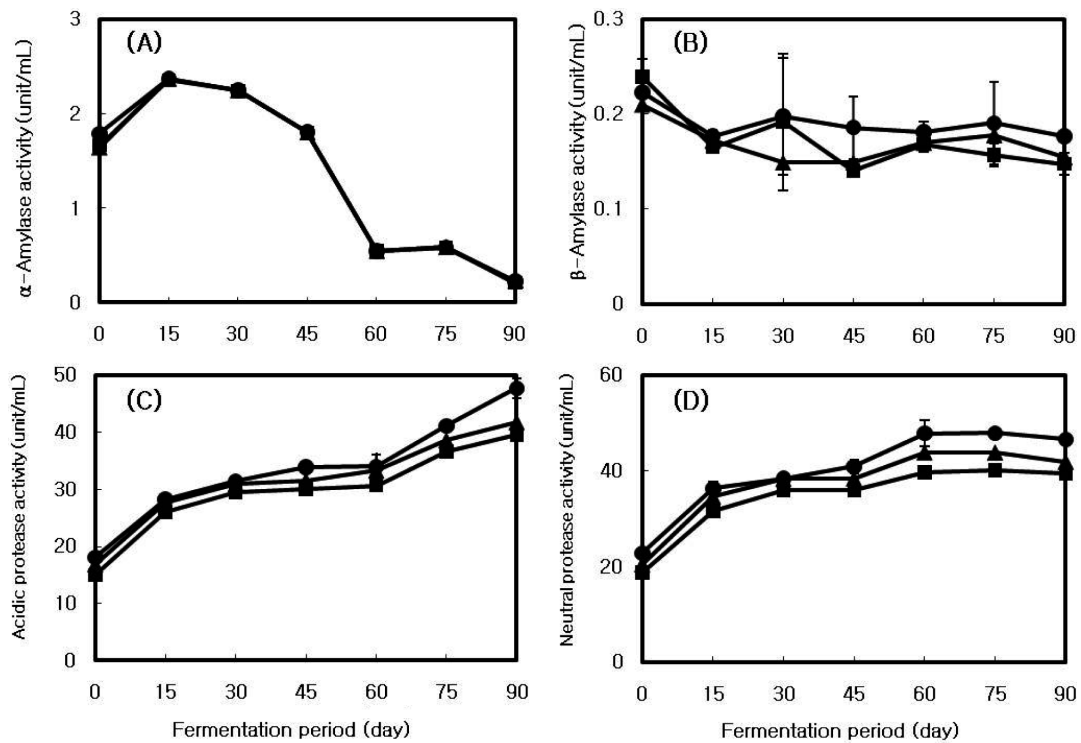 (A)
α-Amylase activity (unit/mL)
3
2
1
0
0 15 30 45 60 75 90
(B)
β-Amylase activity (unit/mL)
0.3
0.2
0.1
0
0 15 30 45 60 75 90
(C)
Acidic protease activity (unit/mL)
50
40
30
20
10
0
0 15 30 45 60 75 90
Fermentation period (day)
(D)
Neutral protease activity (unit/mL)
60
40
20
0
0 15 30 45 60 75 90
Fermentation period (day)